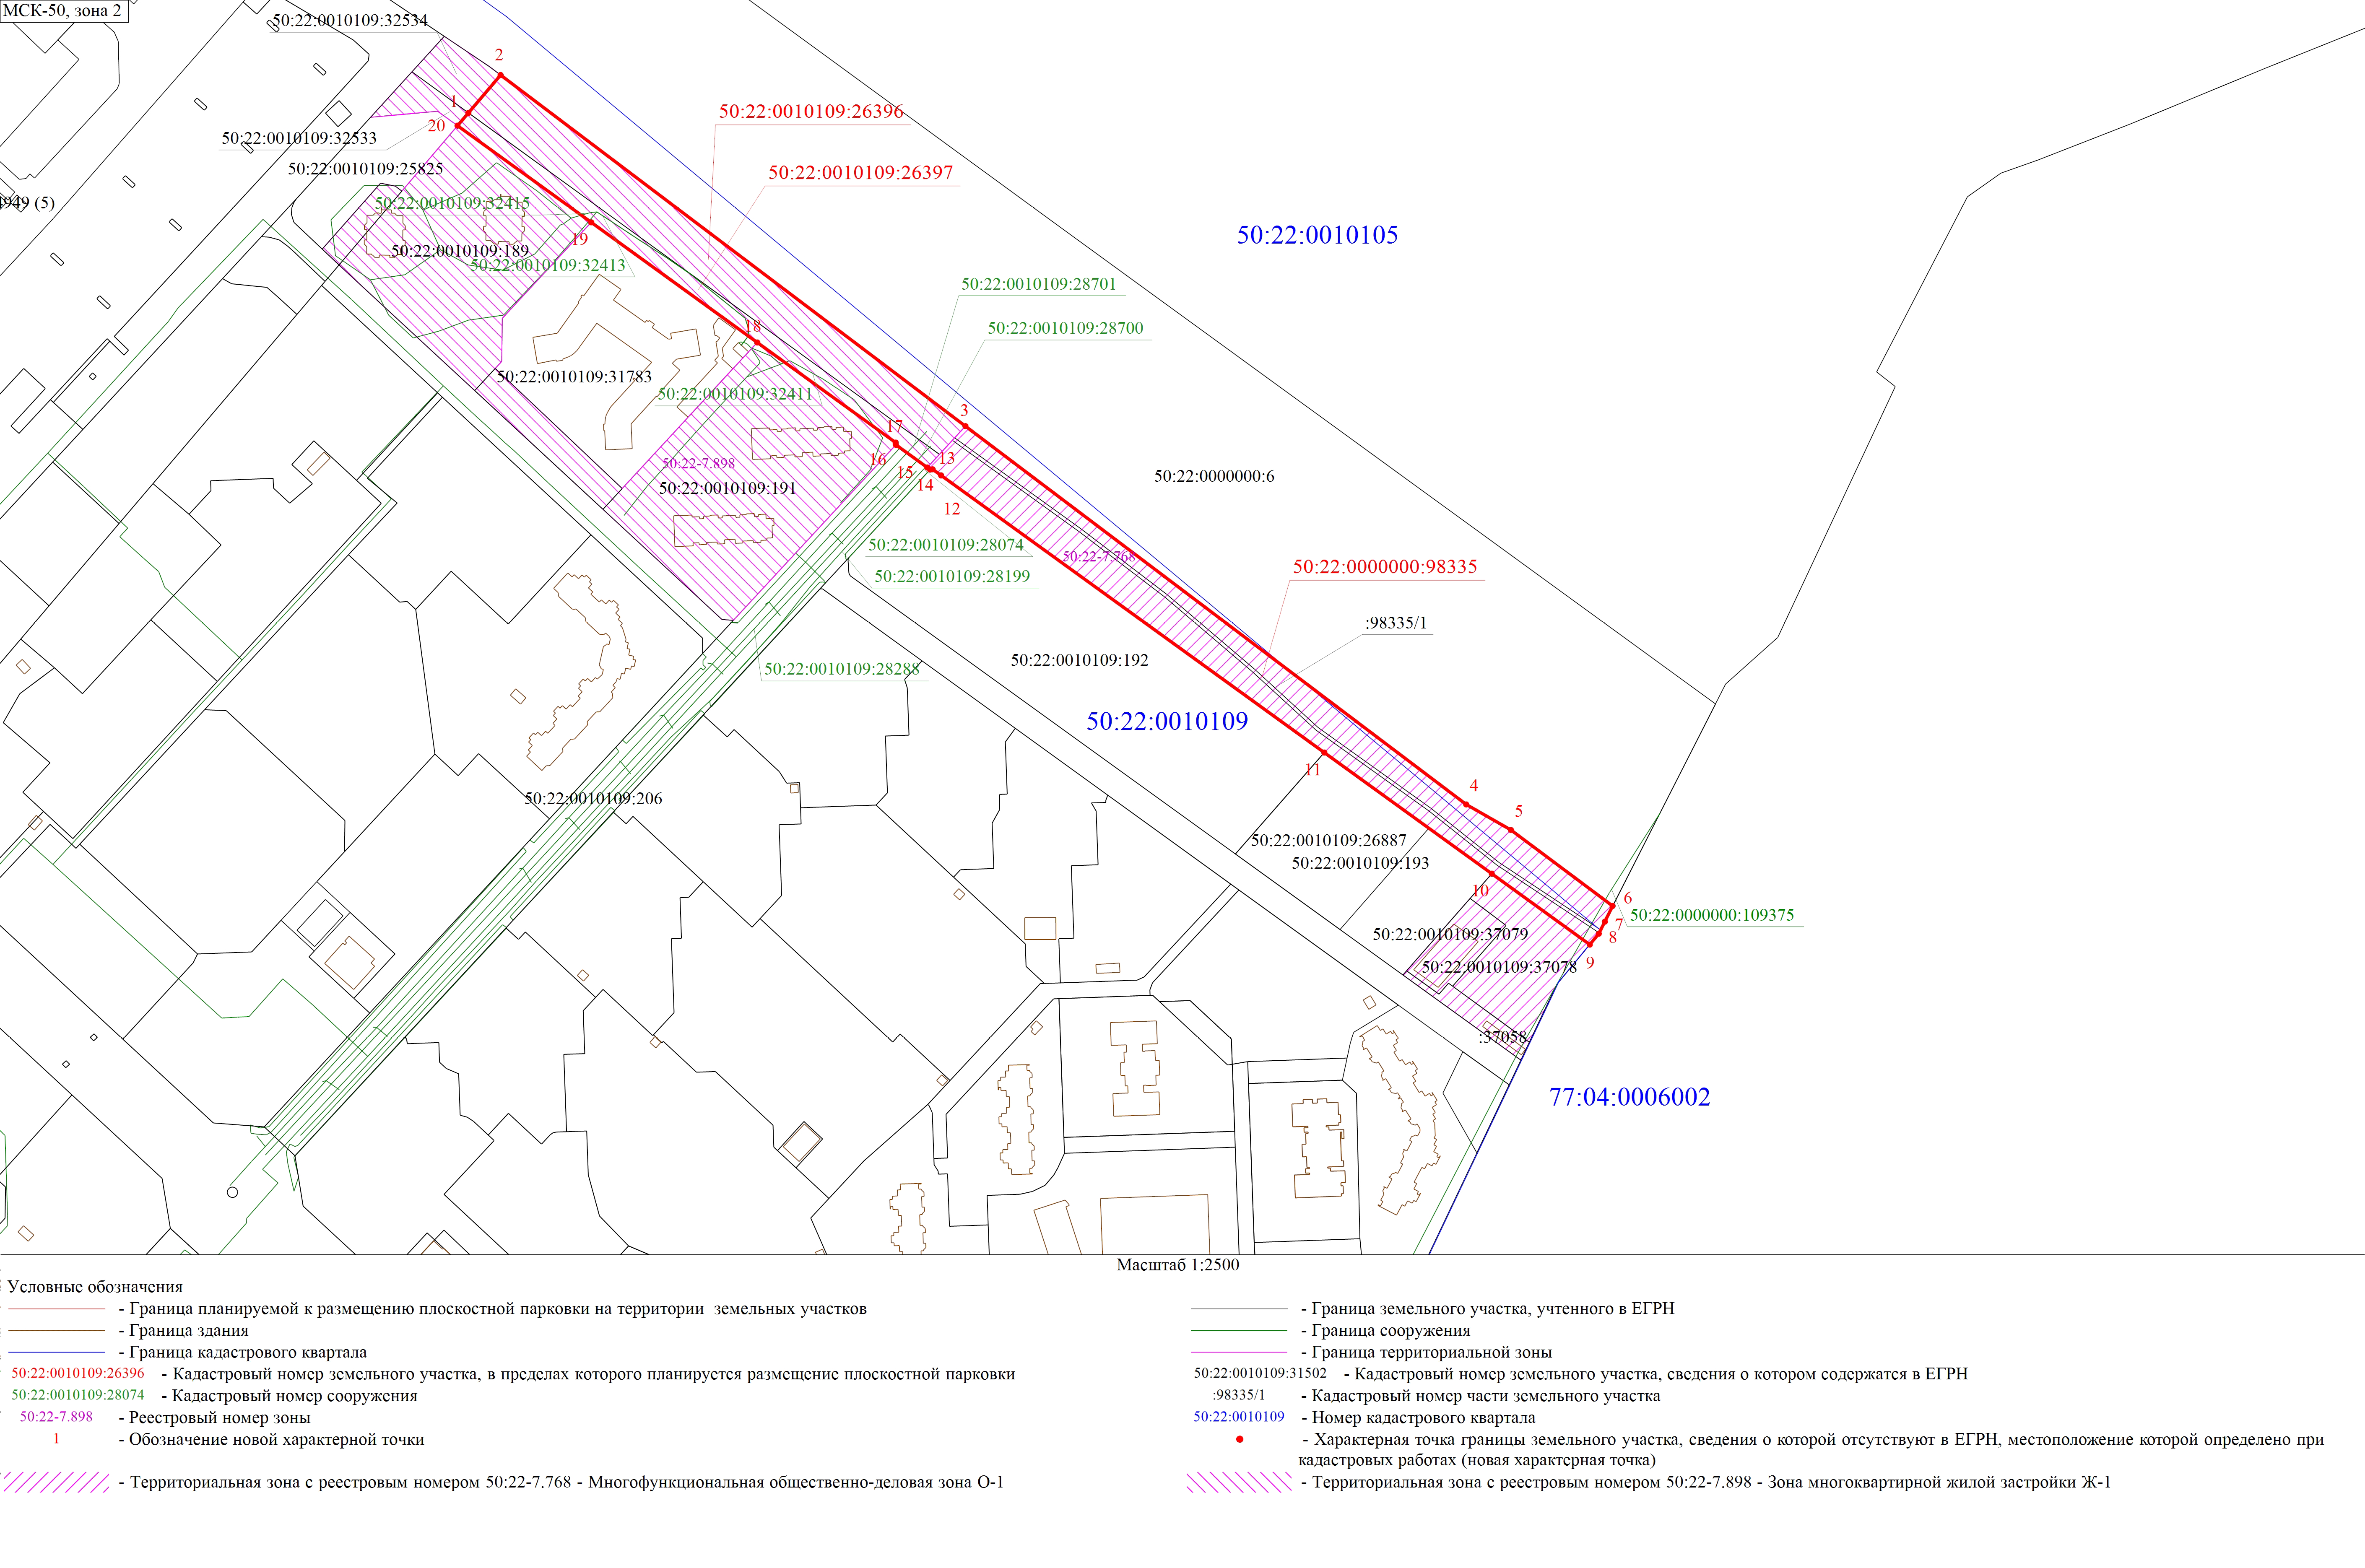 МСК-50, зона 2
50:22:0010109:32534
2
1
20
50:22:0010109:26396
50:22:0010109:32533
50:22:0010109:25825
50:22:0010109:26397
949 (5)
50:22:0010109:32415
19
50:22:0010109:189
50:22:0010109:32413
50:22:0010105
50:22:0010109:28701
50:22:0010109:28700
18
50:22:0010109:31783
50:22:0010109:32411
3
17
16
13
15
14
12
50:22-7.898
50:22:0010109:191
50:22:0000000:6
50:22:0010109:28074
50:22-7.768
50:22:0000000:98335
50:22:0010109:28199
:98335/1
50:22:0010109:192
50:22:0010109:28288
50:22:0010109
11
4
50:22:0010109:206
5
50:22:0010109:26887
50:22:0010109:193
10
6
50:22:0000000:109375
7
8
50:22:0010109:37079
9
50:22:0010109:37078
:37058
77:04:0006002
Масштаб 1:2500
Условные обозначения
- Граница планируемой к размещению плоскостной парковки на территории земельных участков
- Граница здания
- Граница кадастрового квартала
50:22:0010109:26396 - Кадастровый номер земельного участка, в пределах которого планируется размещение плоскостной парковки
50:22:0010109:28074 - Кадастровый номер сооружения
50:22-7.898 - Реестровый номер зоны
1 - Обозначение новой характерной точки
- Территориальная зона с реестровым номером 50:22-7.768 - Многофункциональная общественно-деловая зона О-1
- Граница земельного участка, учтенного в ЕГРН
- Граница сооружения
- Граница территориальной зоны
50:22:0010109:31502 - Кадастровый номер земельного участка, сведения о котором содержатся в ЕГРН
:98335/1 - Кадастровый номер части земельного участка
50:22:0010109 - Номер кадастрового квартала
- Характерная точка границы земельного участка, сведения о которой отсутствуют в ЕГРН, местоположение которой определено при
кадастровых работах (новая характерная точка)
- Территориальная зона с реестровым номером 50:22-7.898 - Зона многоквартирной жилой застройки Ж-1